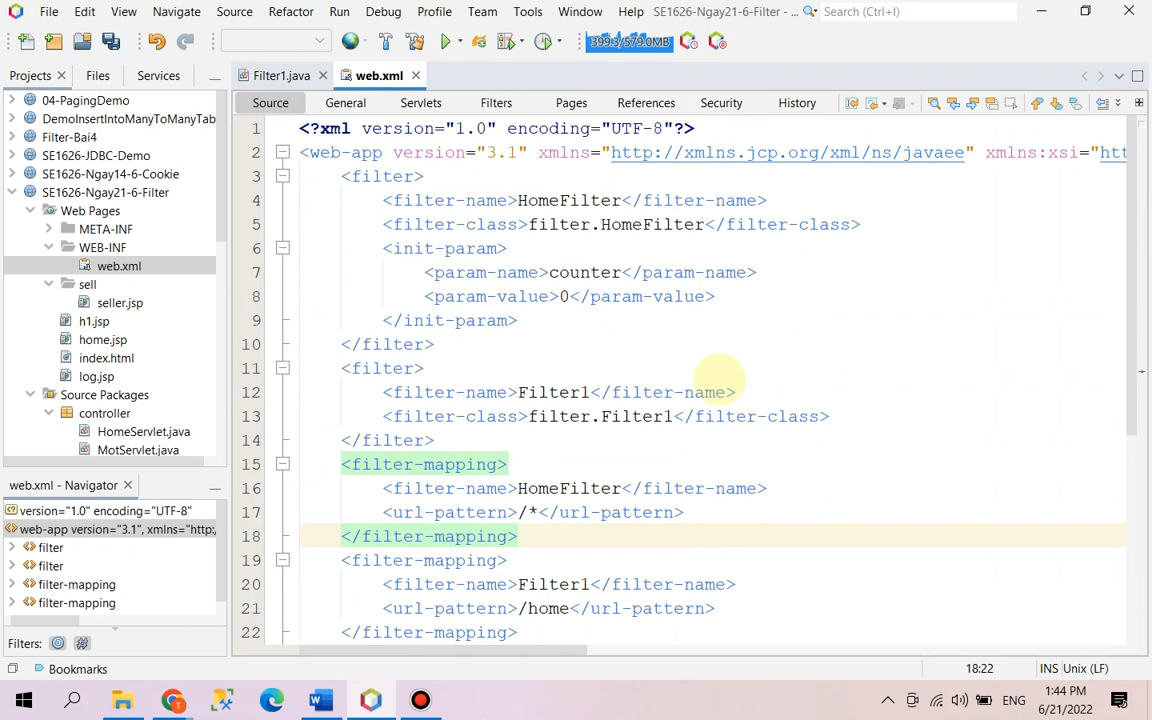 File Edit View Navigate Source Refactor Run Debug Profile Team Tools Window Help SE1626-Ngay21-6-Filter - ... Search (Ctrl+I)
399.3/579.0MB
Projects Files Services
Filter1.java web.xml
Source General Servlets Filters Pages References Security History
04-PagingDemo
DemoInsertIntoManyToManyTab
Filter-Bai4
SE1626-JDBC-Demo
SE1626-Ngay14-6-Cookie
SE1626-Ngay21-6-Filter
Web Pages
META-INF
WEB-INF
web.xml
sell
seller.jsp
h1.jsp
home.jsp
index.html
log.jsp
Source Packages
controller
HomeServlet.java
MotServlet.java
1 <?xml version="1.0" encoding="UTF-8"?>
2 <web-app version="3.1" xmlns="http://xmlns.jcp.org/xml/ns/javaee" xmlns:xsi="htt
3 <filter>
4 <filter-name>HomeFilter</filter-name>
5 <filter-class>filter.HomeFilter</filter-class>
6 <init-param>
7 <param-name>counter</param-name>
8 <param-value>0</param-value>
9 </init-param>
10 </filter>
11 <filter>
12 <filter-name>Filter1</filter-name>
13 <filter-class>filter.Filter1</filter-class>
14 </filter>
15 <filter-mapping>
16 <filter-name>HomeFilter</filter-name>
17 <url-pattern>/*</url-pattern>
18 </filter-mapping>
19 <filter-mapping>
20 <filter-name>Filter1</filter-name>
21 <url-pattern>/home</url-pattern>
22 </filter-mapping>
web.xml - Navigator
version="1.0" encoding="UTF-8"
web-app version="3.1", xmlns="http:/
filter
filter
filter-mapping
filter-mapping
Filters:
Bookmarks
18:22 INS Unix (LF)
ENG
1:44 PM
6/21/2022